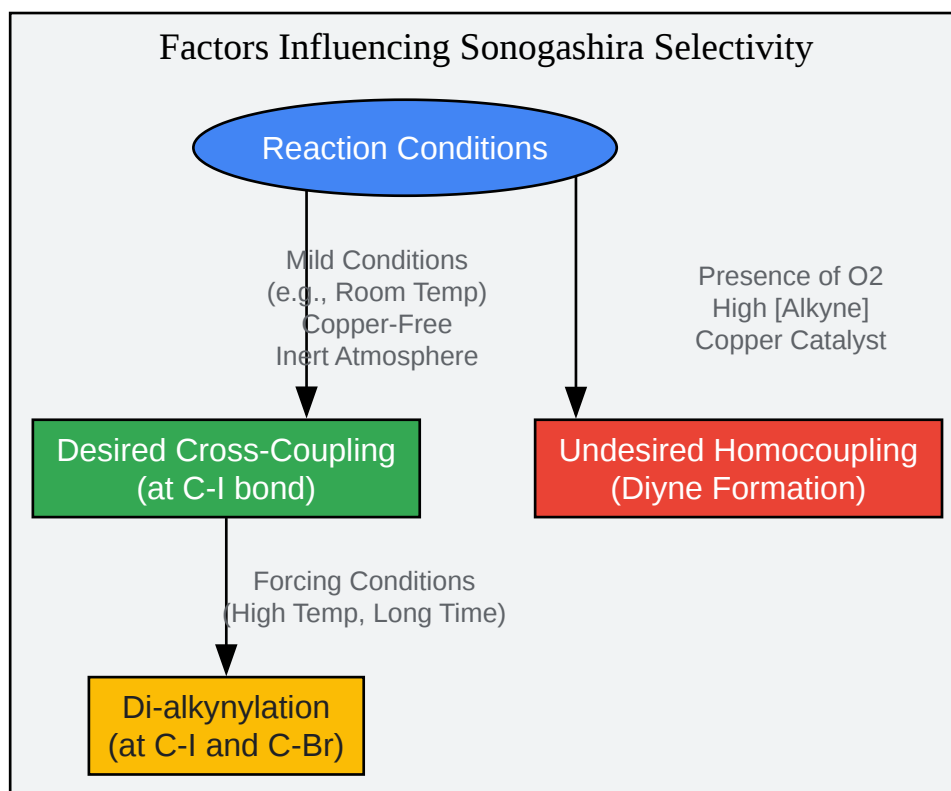 Factors Influencing Sonogashira Selectivity
Reaction Conditions
Mild Conditions
(e.g., Room Temp)
Copper-Free
Inert Atmosphere
Presence of O2
High [Alkyne]
Copper Catalyst
Desired Cross-Coupling
(at C-I bond)
Undesired Homocoupling
(Diyne Formation)
Forcing Conditions
(High Temp, Long Time)
Di-alkynylation
(at C-I and C-Br)